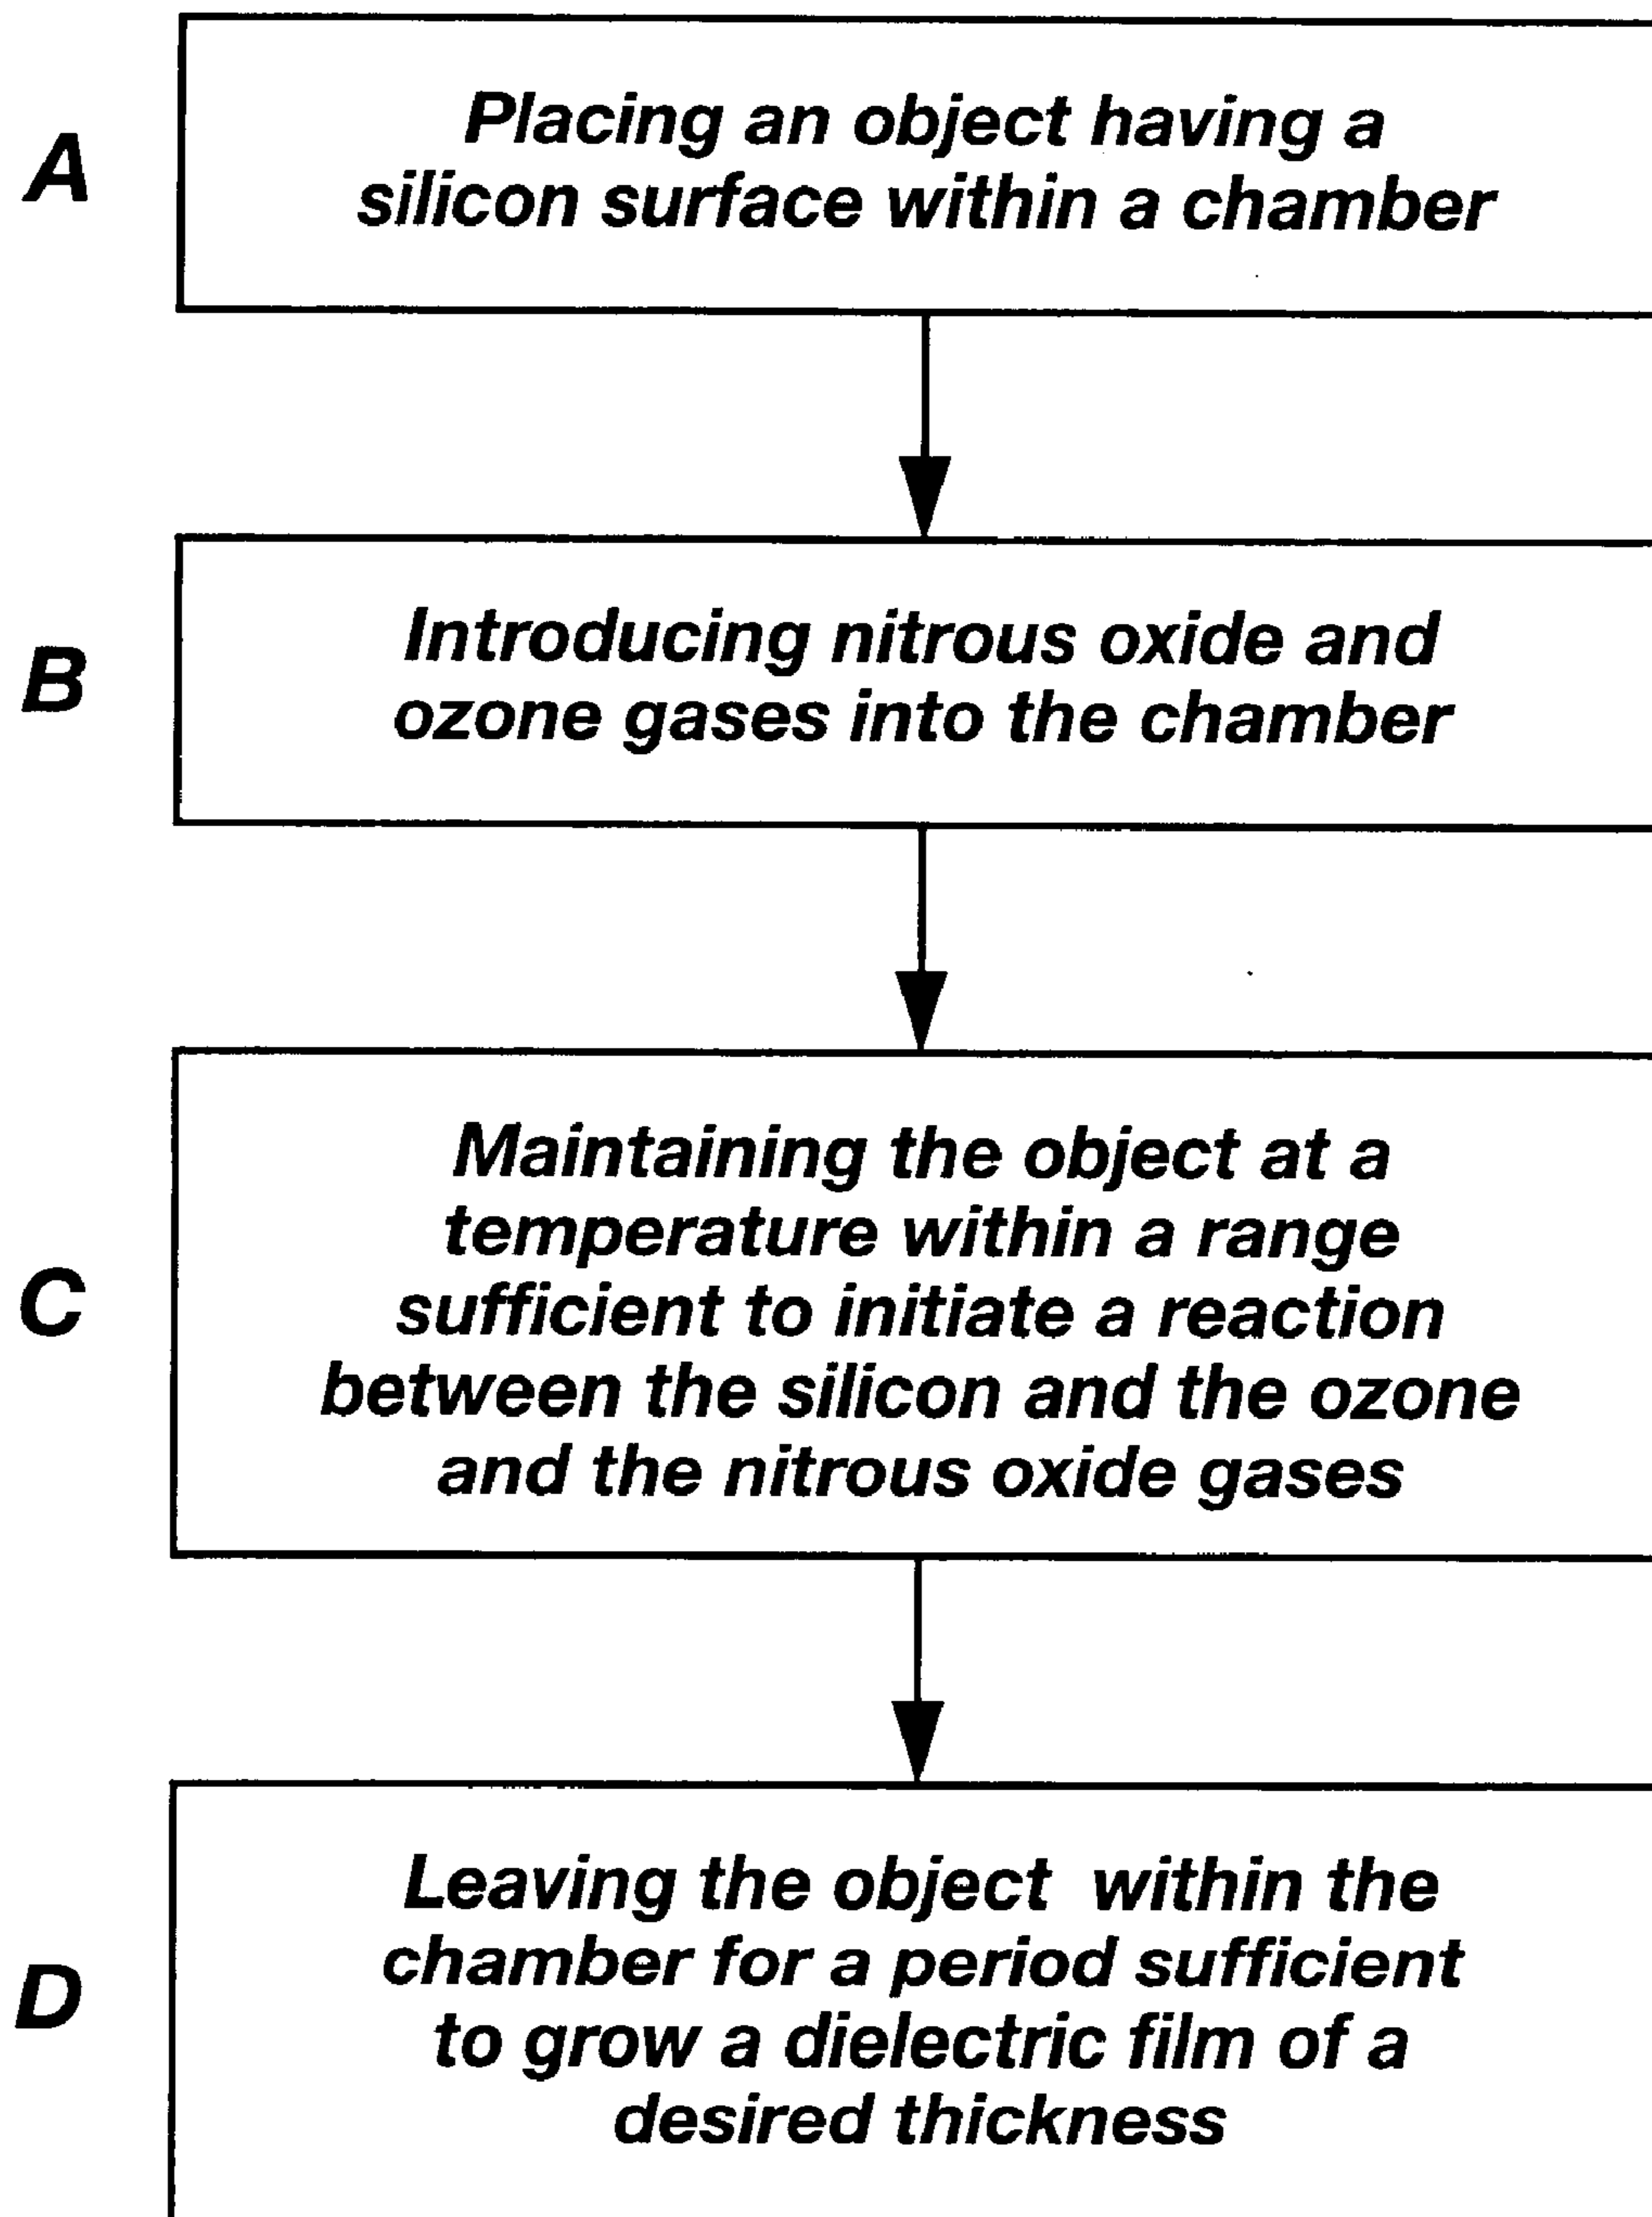 A
Placing an object having a
silicon surface within a chamber
B
Introducing nitrous oxide and
ozone gases into the chamber
C
Maintaining the object at a
temperature within a range
sufficient to initiate a reaction
between the silicon and the ozone
and the nitrous oxide gases
D
Leaving the object within the
chamber for a period sufficient
to grow a dielectric film of a
desired thickness